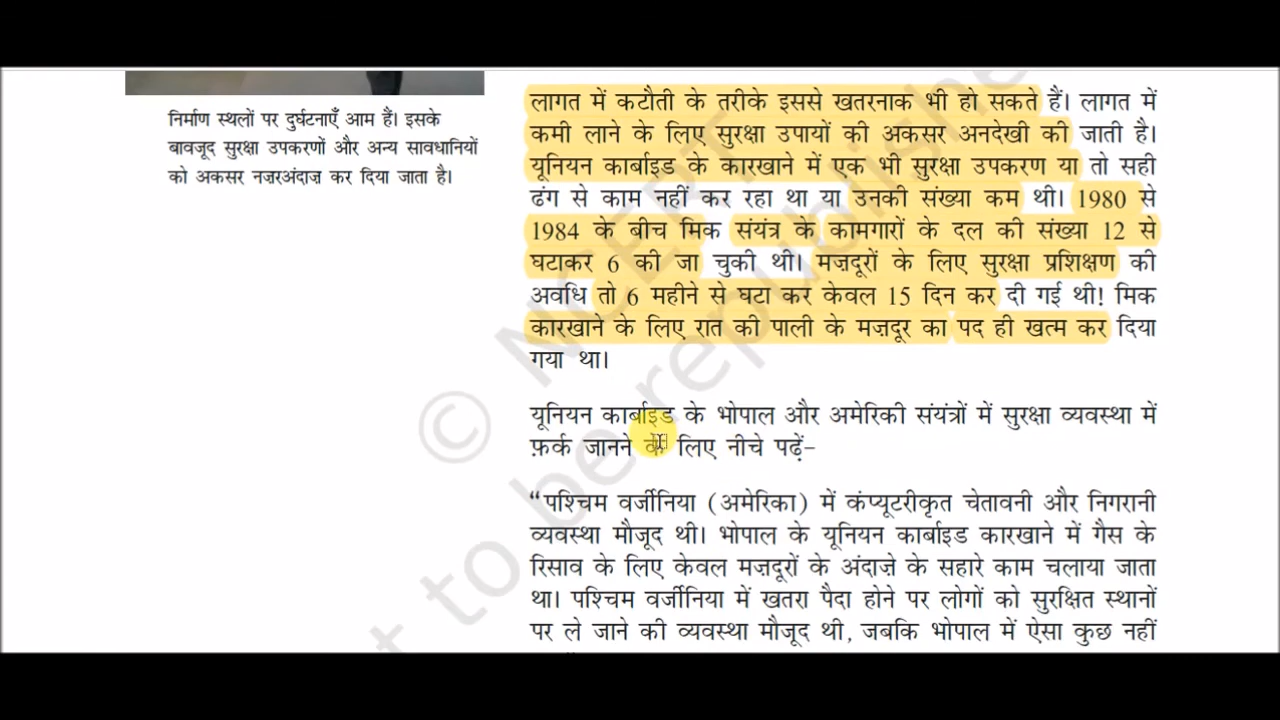 निर्माण स्थलों पर दुर्घटनाएँ आम हैं। इसके
बावजूद सुरक्षा उपकरणों और अन्य सावधानियों
को अकसर नज़रअंदाज़ कर दिया जाता है।
लागत में कटौती के तरीके इससे खतरनाक भी हो सकते हैं। लागत में
कमी लाने के लिए सुरक्षा उपायों की अकसर अनदेखी की जाती है।
यूनियन कार्बाइड के कारखाने में एक भी सुरक्षा उपकरण या तो सही
ढंग से काम नहीं कर रहा था या उनकी संख्या कम थी। 1980 से
1984 के बीच मिक संयंत्र के कामगारों के दल की संख्या 12 से
घटाकर 6 की जा चुकी थी। मज़दूरों के लिए सुरक्षा प्रशिक्षण की
अवधि तो 6 महीने से घटा कर केवल 15 दिन कर दी गई थी! मिक
कारखाने के लिए रात की पाली के मज़दूर का पद ही खत्म कर दिया
गया था।
यूनियन कार्बाइड के भोपाल और अमेरिकी संयंत्रों में सुरक्षा व्यवस्था में
फ़र्क जानने के लिए नीचे पढ़ें–
“पश्चिम वर्जीनिया (अमेरिका) में कंप्यूटरीकृत चेतावनी और निगरानी
व्यवस्था मौजूद थी। भोपाल के यूनियन कार्बाइड कारखाने में गैस के
रिसाव के लिए केवल मज़दूरों के अंदाज़े के सहारे काम चलाया जाता
था। पश्चिम वर्जीनिया में खतरा पैदा होने पर लोगों को सुरक्षित स्थानों
पर ले जाने की व्यवस्था मौजूद थी, जबकि भोपाल में ऐसा कुछ नहीं
© NCERT
not to be republished